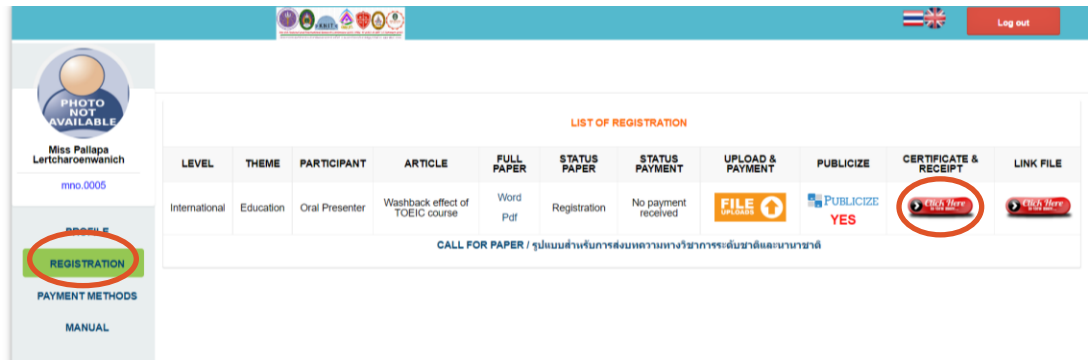 Log out
PHOTO
NOT
AVAILABLE
Miss Pallapa
Lertcharoenwanich
mno.0005
PROFILE
REGISTRATION
PAYMENT METHODS
MANUAL
LIST OF REGISTRATION
LEVEL THEME PARTICIPANT ARTICLE FULL PAPER STATUS PAPER STATUS PAYMENT UPLOAD & PAYMENT PUBLICIZE CERTIFICATE & RECEIPT LINK FILE
International Education Oral Presenter Washback effect of TOEIC course Word Pdf Registration No payment received FILE UPLOADS PUBLICIZE YES Click Here Click Here
CALL FOR PAPER / รูปแบบสำหรับการส่งบทความทางวิชาการระดับชาติและนานาชาติ